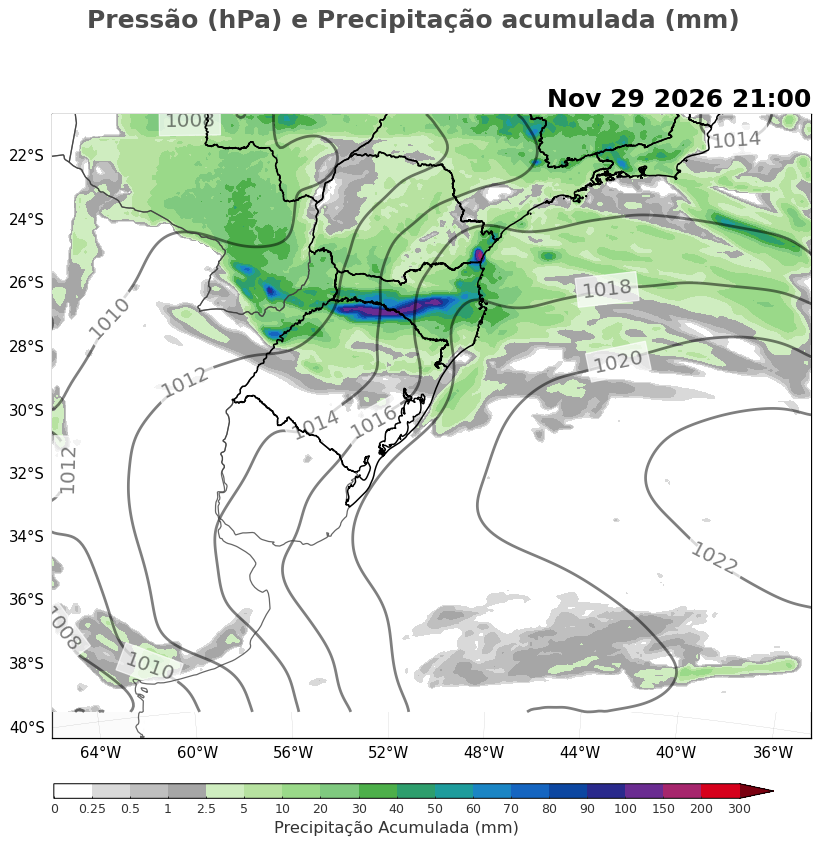 Pressão (hPa) e Precipitação acumulada (mm)
Nov 29 2026 21:00
1008
1014
22°S
24°S
26°S
1018
1010
28°S
1020
1012
30°S
1014
1016
1012
32°S
34°S
1022
36°S
1008
1010
38°S
40°S
64°W 60°W 56°W 52°W 48°W 44°W 40°W 36°W
0 0.25 0.5 1 2.5 5 10 20 30 40 50 60 70 80 90 100 150 200 300
Precipitação Acumulada (mm)